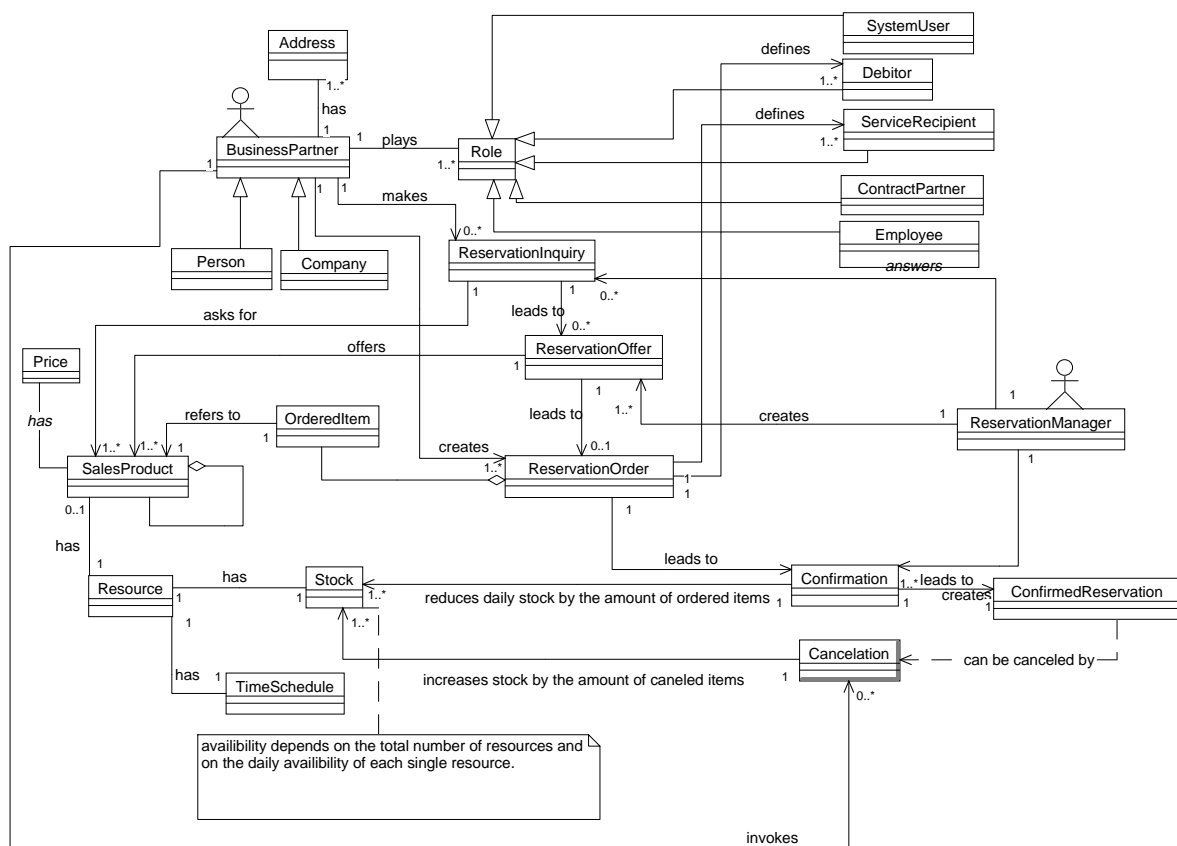 SystemUser
Address
defines
Debitor
1..*
1..*
has
defines
ServiceRecipient
1
1
plays
BusinessPartner
Role
1..*
1..*
1
1
1
ContractPartner
makes
Employee
0..*
answers
Person
Company
ReservationInquiry
1
1
0..*
asks for
leads to
0..*
offers
ReservationOffer
Price
1
1
has
refers to
OrderedItem
leads to
1..*
creates
1
1
ReservationManager
1
1..*
1..*
1
creates
0..1
SalesProduct
1..*
ReservationOrder
1
1
1
1
0..1
1
has
leads to
1
Resource
has
Stock
Confirmation
1..*
leads to
1
1
1..*
reduces daily stock by the amount of ordered items
1
1
creates
1
ConfirmedReservation
1
1..*
Cancelation
can be canceled by
has
1
increases stock by the amount of caneled items
1
TimeSchedule
0..*
availibility depends on the total number of resources and
on the daily availibility of each single resource.
invokes